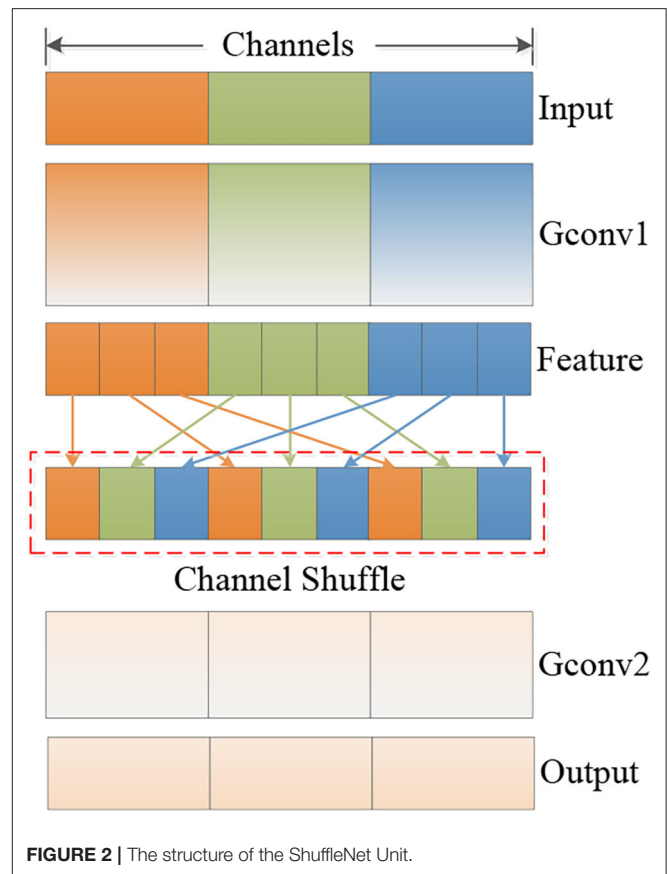 Channels
Input
Gconv1
Feature
Channel Shuffle
Gconv2
Output
FIGURE 2 | The structure of the ShuffleNet Unit.